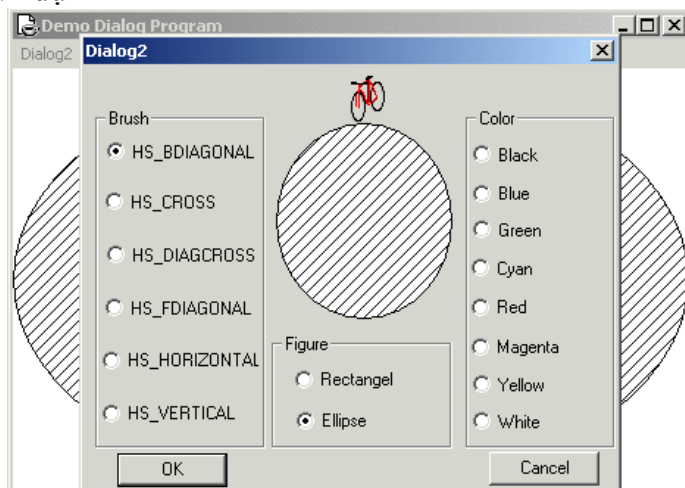 Demo Dialog Program
Dialog2
Dialog2
Brush
HS_BDIAGONAL
HS_CROSS
HS_DIAGCROSS
HS_FDIAGONAL
HS_HORIZONTAL
HS_VERTICAL
Figure
Rectangel
Ellipse
Color
Black
Blue
Green
Cyan
Red
Magenta
Yellow
White
OK
Cancel